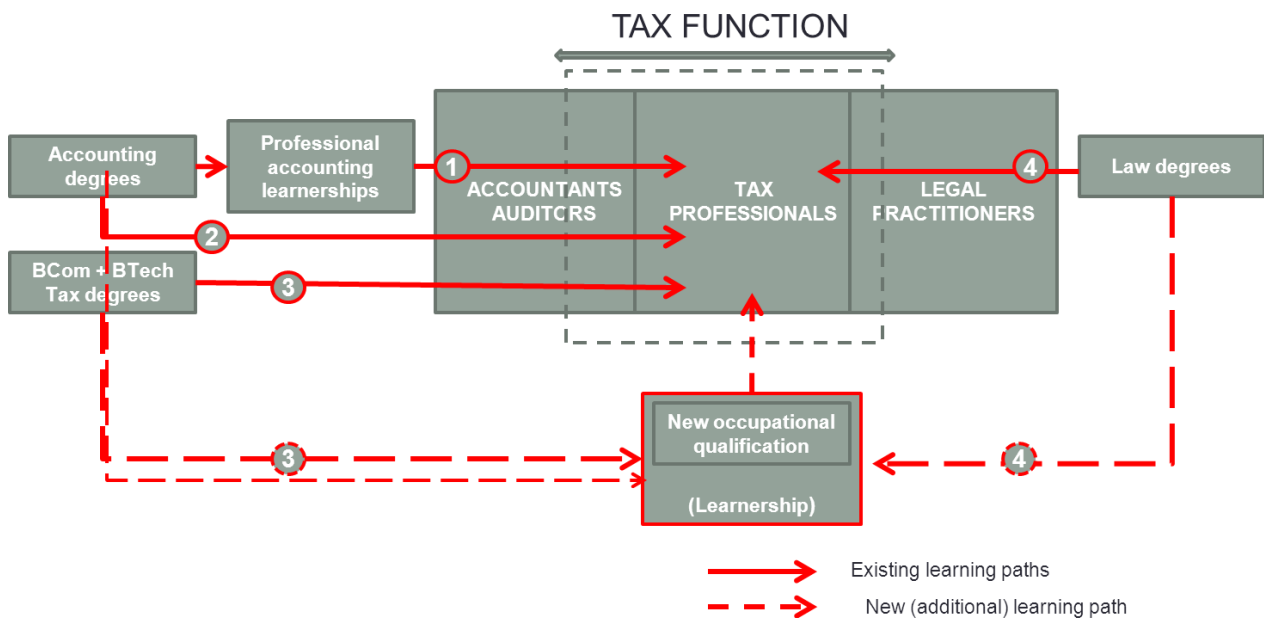 TAX FUNCTION
Accounting
degrees
Professional
accounting
learnerships
1
4
Law degrees
ACCOUNTANTS
AUDITORS
TAX
PROFESSIONALS
LEGAL
PRACTITIONERS
2
BCom + BTech
Tax degrees
3
New occupational
qualification
3
4
(Learnership)
Existing learning paths
New (additional) learning path